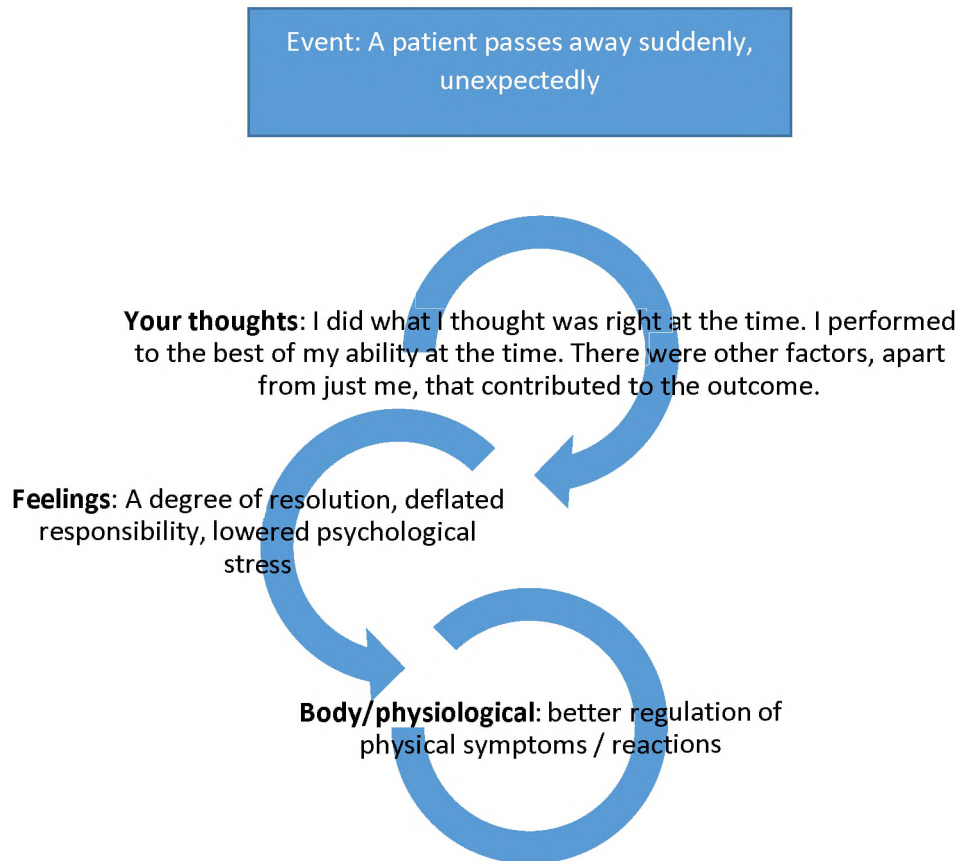 Event: A patient passes away suddenly,
unexpectedly
Your thoughts: I did what I thought was right at the time. I performed
to the best of my ability at the time. There were other factors, apart
from just me, that contributed to the outcome.
Feelings: A degree of resolution, deflated
responsibility, lowered psychological
stress
Body/physiological: better regulation of
physical symptoms / reactions